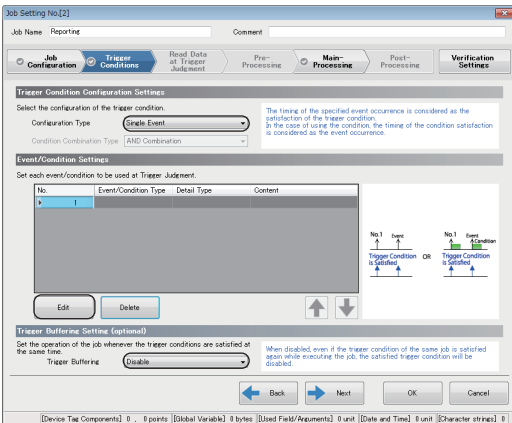 Job Setting No.[2]
Job Name Reporting Comment
Job Configuration
Trigger Conditions
Read Data at Trigger Judgment
Pre-Processing
Main-Processing
Post-Processing
Verification Settings
Trigger Condition Configuration Settings
Select the configuration of the trigger condition.
Configuration Type Single Event
Condition Combination Type AND Combination
The timing of the specified event occurrence is considered as the
satisfaction of the trigger condition.
In the case of using the condition, the timing of the condition satisfaction
is considered as the event occurrence.
Event/Condition Settings
Set each event/condition to be used at Trigger Judgment.
No. Event/Condition Type Detail Type Content
1
No.1 Event
Trigger Condition
is Satisfied
OR
No.1 Event
Condition
Trigger Condition
is Satisfied
Edit Delete
Trigger Buffering Setting (optional)
Set the operation of the job whenever the trigger conditions are satisfied at
the same time.
Trigger Buffering Disable
When disabled, even if the trigger condition of the same job is satisfied
again while executing the job, the satisfied trigger condition will be
disabled.
Back Next OK Cancel
[Device Tag Components] 0 , 0 points [Global Variable] 0 bytes [Used Field/Arguments] 0 unit [Date and Time] 0 unit [Character strings] 0